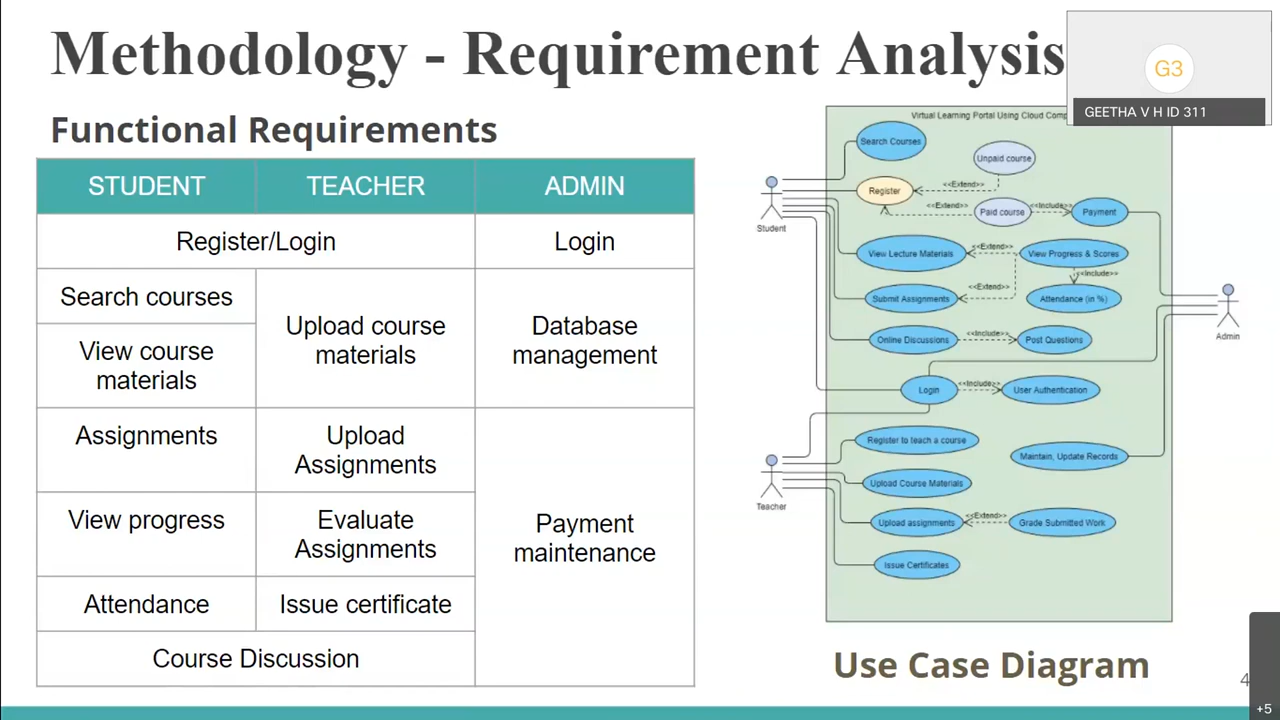 Methodology - Requirement Analysis
G3
GEETHA V H ID 311
Functional Requirements
STUDENT
TEACHER
ADMIN
Register/Login
Login
Search courses
Upload course
materials
Database
management
View course
materials
Assignments
Upload
Assignments
Payment
maintenance
View progress
Evaluate
Assignments
Attendance
Issue certificate
Course Discussion
Virtual Learning Portal Using Cloud
Search Courses
Unpaid course
<<Extend>>
Register
<<Extend>>
Paid course
<<Include>>
Payment
Student
View Lecture Materials
<<Extend>>
View Progress & Scores
<<Include>>
<<Extend>>
Submit Assignments
Attendance (in %)
Online Discussions
<<Include>>
Post Questions
Admin
Login
<<Include>>
User Authentication
Register to teach a course
Maintain, Update Records
Upload Course Materials
Teacher
Upload assignments
<<Extend>>
Grade Submitted Work
Issue Certificates
Use Case Diagram
4
+5